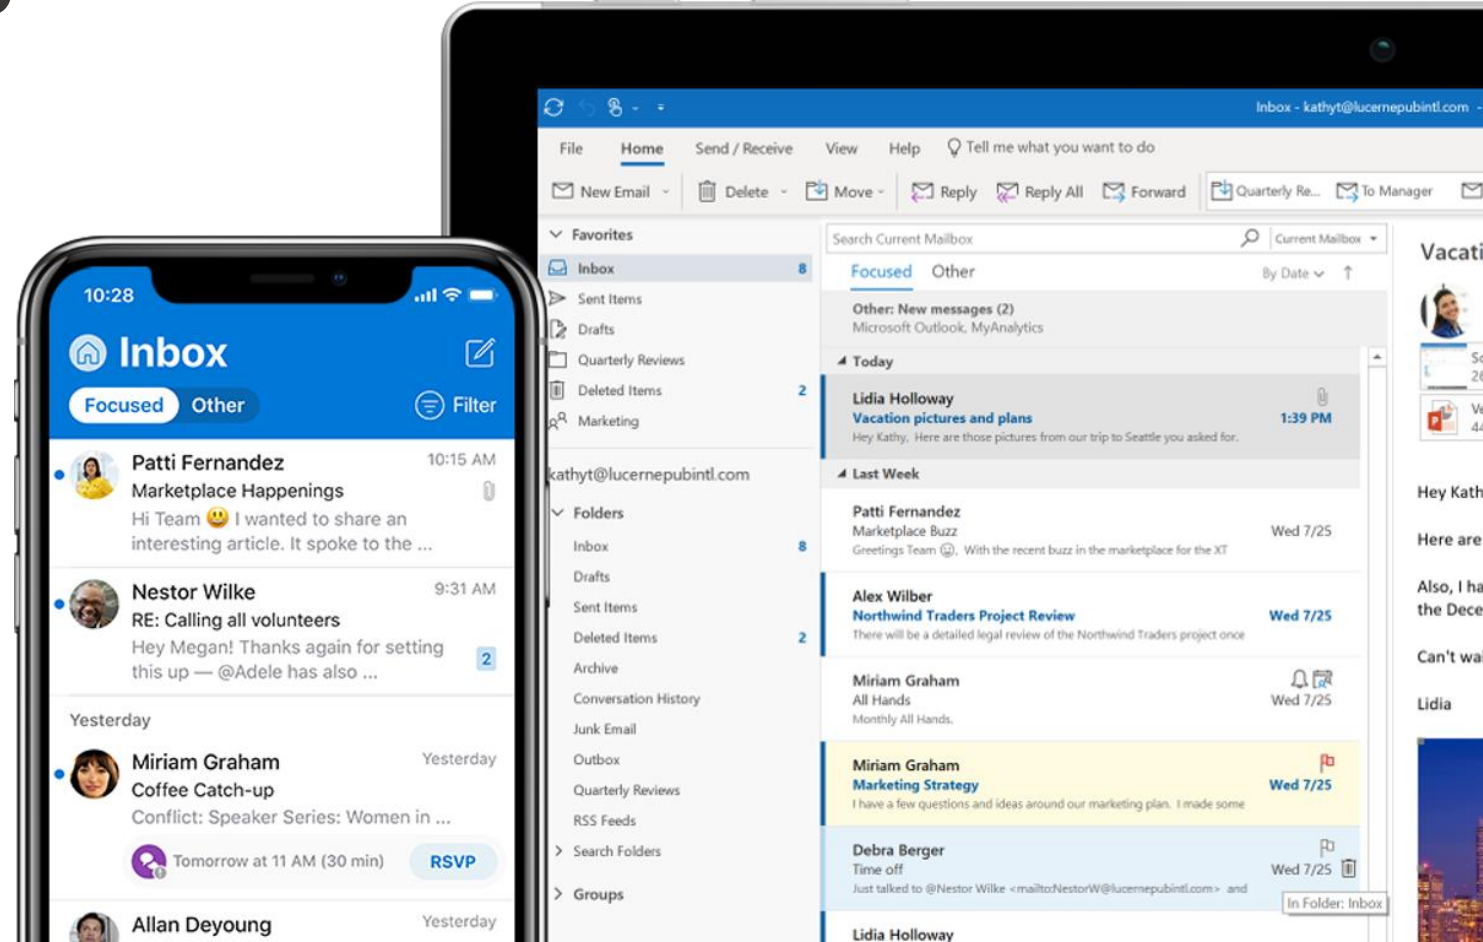 10:28
Inbox
Focused Other Filter
Patti Fernandez 10:15 AM
Marketplace Happenings
Hi Team 😃 I wanted to share an
interesting article. It spoke to the ...
Nestor Wilke 9:31 AM
RE: Calling all volunteers
Hey Megan! Thanks again for setting
this up — @Adele has also ... 2
Yesterday
Miriam Graham Yesterday
Coffee Catch-up
Conflict: Speaker Series: Women in ...
Tomorrow at 11 AM (30 min) RSVP
Allan Deyoung Yesterday
Inbox - kathyt@lucernepubintl.com -
File Home Send / Receive View Help Tell me what you want to do
New Email Delete Move Reply Reply All Forward Quarterly Re... To Manager
Favorites
Inbox 8
Sent Items
Drafts
Quarterly Reviews
Deleted Items 2
Marketing
kathyt@lucernepubintl.com
Folders
Inbox 8
Drafts
Sent Items
Deleted Items 2
Archive
Conversation History
Junk Email
Outbox
Quarterly Reviews
RSS Feeds
Search Folders
Groups
Search Current Mailbox Current Mailbox
Focused Other By Date
Other: New messages (2)
Microsoft Outlook, MyAnalytics
Today
Lidia Holloway
Vacation pictures and plans 1:39 PM
Hey Kathy, Here are those pictures from our trip to Seattle you asked for.
Last Week
Patti Fernandez
Marketplace Buzz Wed 7/25
Greetings Team 😃, With the recent buzz in the marketplace for the XT
Alex Wilber
Northwind Traders Project Review Wed 7/25
There will be a detailed legal review of the Northwind Traders project once
Miriam Graham
All Hands Wed 7/25
Monthly All Hands.
Miriam Graham
Marketing Strategy Wed 7/25
I have a few questions and ideas around our marketing plan. I made some
Debra Berger
Time off Wed 7/25
Just talked to @Nestor Wilke <mailto:NestorW@lucernepubintl.com> and
In Folder: Inbox
Lidia Holloway
Vacati
P
Hey Kath
Here are
Also, I ha
the Dece
Can't wai
Lidia